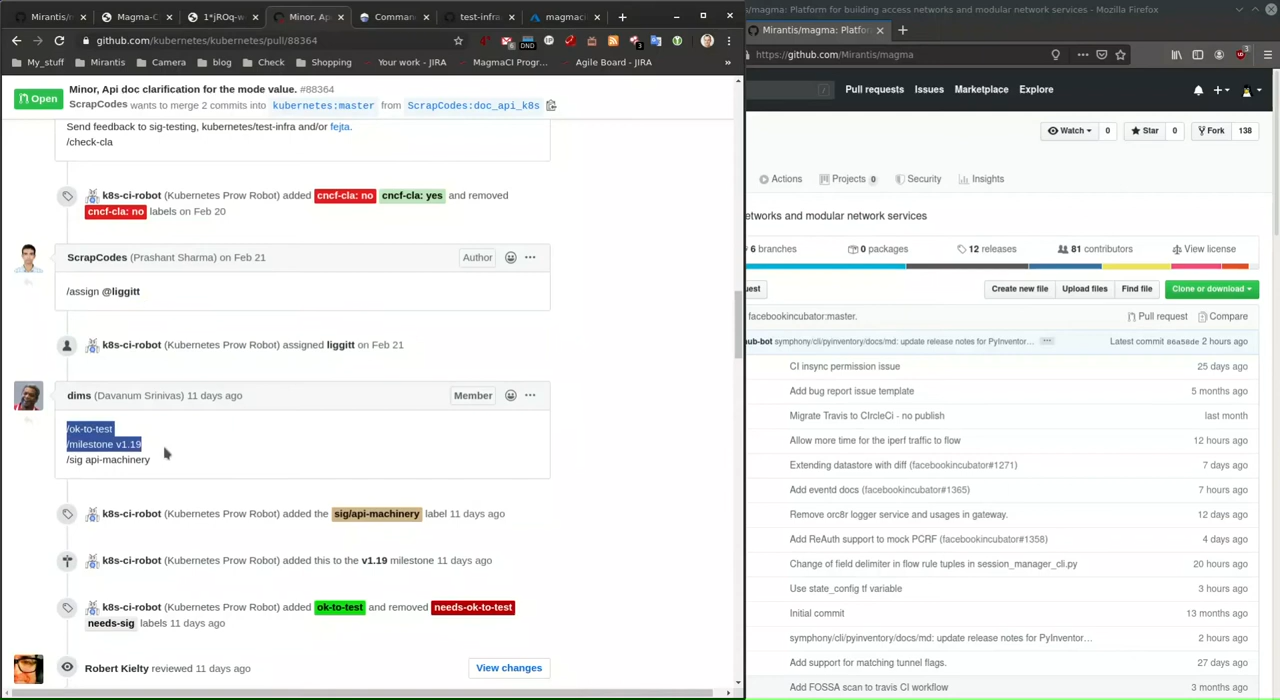 magma: Platform for building access networks and modular network services - Mozilla Firefox
Mirantis/m
Magma-C
1*jROq-w
Minor, Ap
Comman
test-infra
magmaci
Mirantis/magma: Platfor
github.com/kubernetes/kubernetes/pull/88364
https://github.com/Mirantis/magma
My_stuff
Mirantis
Camera
blog
Check
Shopping
Your work - JIRA
MagmaCI Progr...
Agile Board - JIRA
Open
Minor, Api doc clarification for the mode value. #88364
ScrapCodes wants to merge 2 commits into kubernetes:master from ScrapCodes:doc_api_k8s
Send feedback to sig-testing, kubernetes/test-infra and/or fejta.
/check-cla
k8s-ci-robot (Kubernetes Prow Robot) added cncf-cla: no cncf-cla: yes and removed
cncf-cla: no labels on Feb 20
ScrapCodes (Prashant Sharma) on Feb 21
Author
/assign @liggitt
k8s-ci-robot (Kubernetes Prow Robot) assigned liggitt on Feb 21
dims (Davanum Srinivas) 11 days ago
Member
/ok-to-test
/milestone v1.19
/sig api-machinery
k8s-ci-robot (Kubernetes Prow Robot) added the sig/api-machinery label 11 days ago
k8s-ci-robot (Kubernetes Prow Robot) added this to the v1.19 milestone 11 days ago
k8s-ci-robot (Kubernetes Prow Robot) added ok-to-test and removed needs-ok-to-test
needs-sig labels 11 days ago
Robert Kielty reviewed 11 days ago
View changes
/ Pull requests Issues Marketplace Explore
Watch 0 Star 0 Fork 138
Actions Projects 0 Security Insights
etworks and modular network services
6 branches 0 packages 12 releases 81 contributors View license
uest Create new file Upload files Find file Clone or download
facebookincubator:master. Pull request Compare
ub-bot symphony/cli/pyinventory/docs/md: update release notes for PyInventor... Latest commit 2 hours ago
CI insync permission issue 25 days ago
Add bug report issue template 5 months ago
Migrate Travis to CIrcleCi - no publish last month
Allow more time for the iperf traffic to flow 12 hours ago
Extending datastore with diff (facebookincubator#1271) 7 days ago
Add eventd docs (facebookincubator#1365) 7 hours ago
Remove orc8r logger service and usages in gateway. 12 days ago
Add ReAuth support to mock PCRF (facebookincubator#1358) 4 days ago
Change of field delimiter in flow rule tuples in session_manager_cli.py 20 hours ago
Use state_config tf variable 3 hours ago
Initial commit 13 months ago
symphony/cli/pyinventory/docs/md: update release notes for PyInventor... 2 hours ago
Add support for matching tunnel flags. 27 days ago
Add FOSSA scan to travis CI workflow 3 months ago